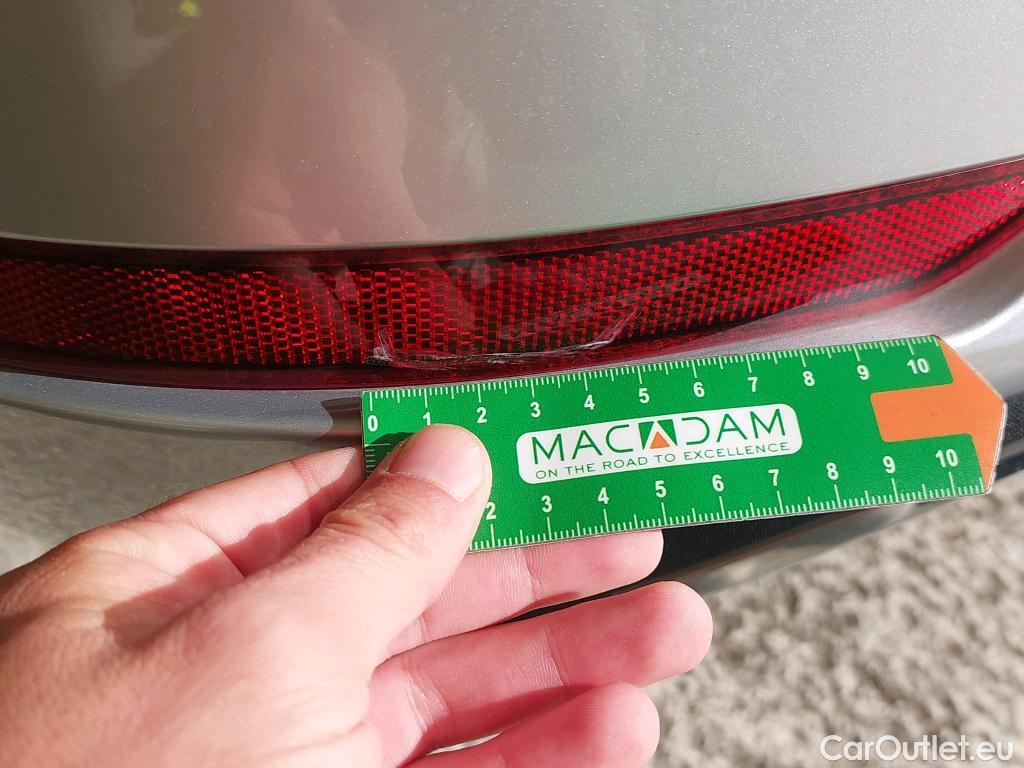 0 1 2 3 4 5 6 7 8 9 10
MACADAM
ON THE ROAD TO EXCELLENCE
2 3 4 5 6 7 8 9 10
CarOutlet.eu